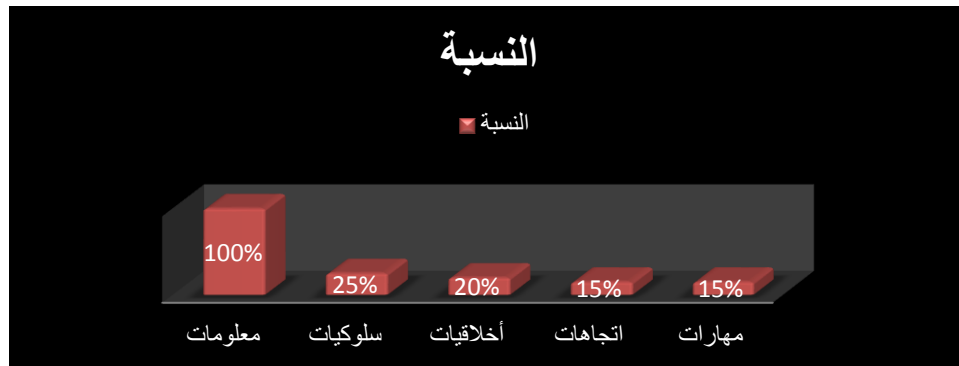 النسبة
النسبة
100% 25% 20% 15% 15%
معلومات سلوكيات أخلاقيات اتجاهات مهارات